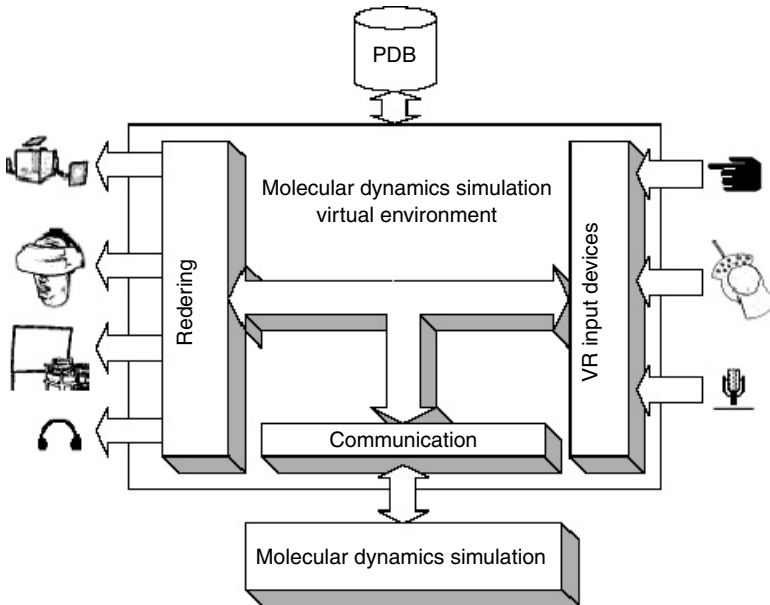 PDB
Molecular dynamics simulation
virtual environment
Redering
VR input devices
Communication
Molecular dynamics simulation